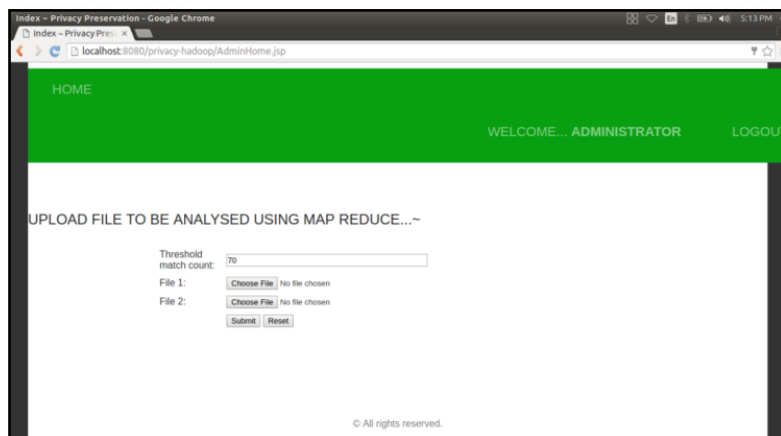 Index – Privacy Preservation - Google Chrome
En
5:13 PM
Index – Privacy Pres
localhost:8080/privacy-hadoop/AdminHome.jsp
HOME
WELCOME... ADMINISTRATOR
LOGOU
UPLOAD FILE TO BE ANALYSED USING MAP REDUCE...~
Threshold
match count:
70
File 1:
Choose File No file chosen
File 2:
Choose File No file chosen
Submit Reset
© All rights reserved.